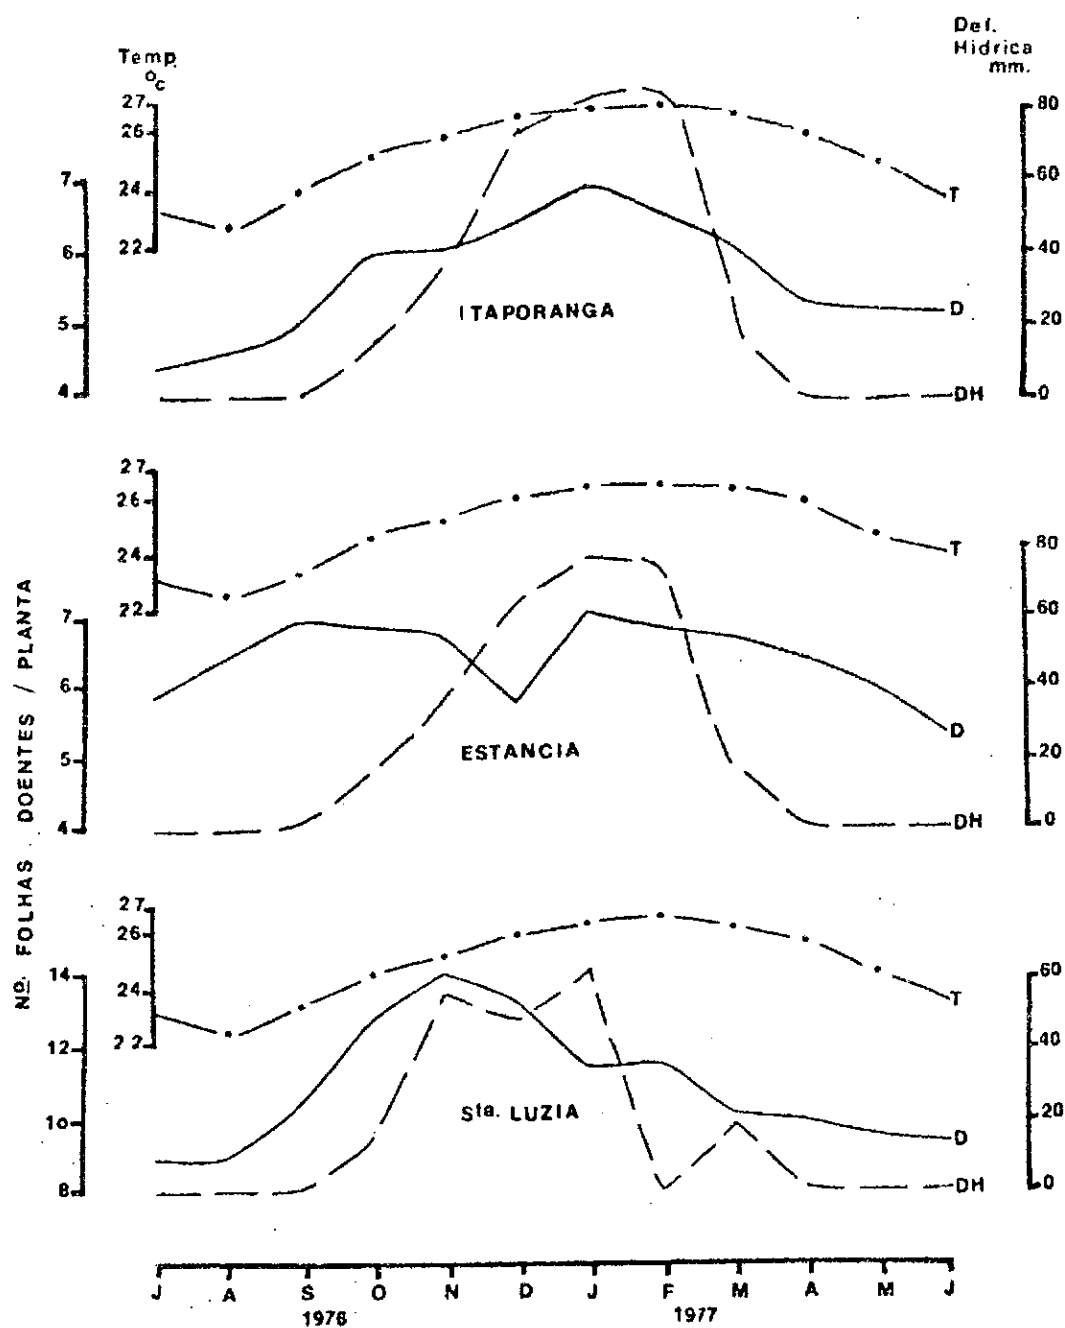 Temp.
ºc
Def.
Hidrica
mm.
27
26
24
22
7
6
5
4
80
60
40
20
0
T
D
DH
ITAPORANGA
27
26
24
22
7
6
5
4
80
60
40
20
0
T
D
DH
ESTANCIA
Nº. FOLHAS DOENTES / PLANTA
27
26
24
22
14
12
10
8
60
40
20
0
T
D
DH
Sta. LUZIA
J A S O N D J F M A M J
1976 1977